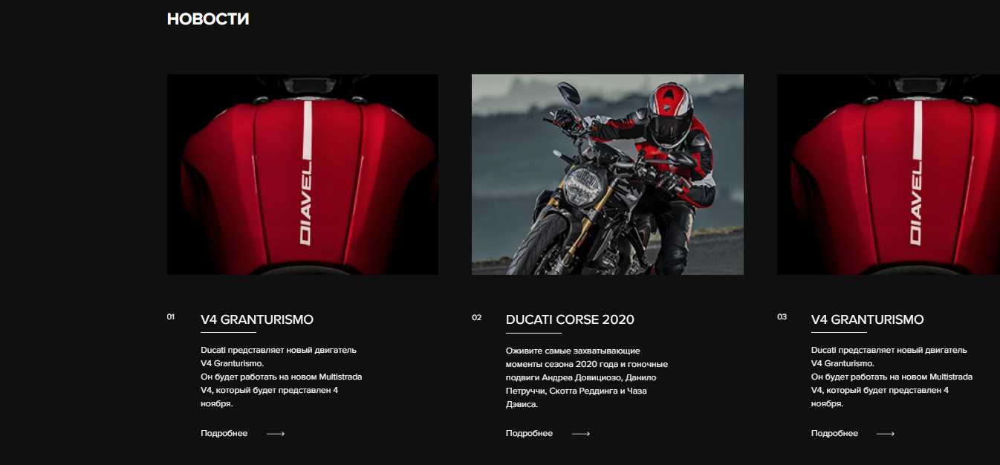 НОВОСТИ
DIAVEL
DIAVEL
01
V4 GRANTURISMO
Ducati представляет новый двигатель
V4 Granturismo.
Он будет работать на новом Multistrada
V4, который будет представлен 4
ноября.
Подробнее
02
DUCATI CORSE 2020
Оживите самые захватывающие
моменты сезона 2020 года и гоночные
подвиги Андреа Довициозо, Данило
Петруччи, Скотта Реддинга и Чаза
Дэвиса.
Подробнее
03
V4 GRANTURISMO
Ducati представляет новый двигатель
V4 Granturismo.
Он будет работать на новом Multistrada
V4, который будет представлен 4
ноября.
Подробнее